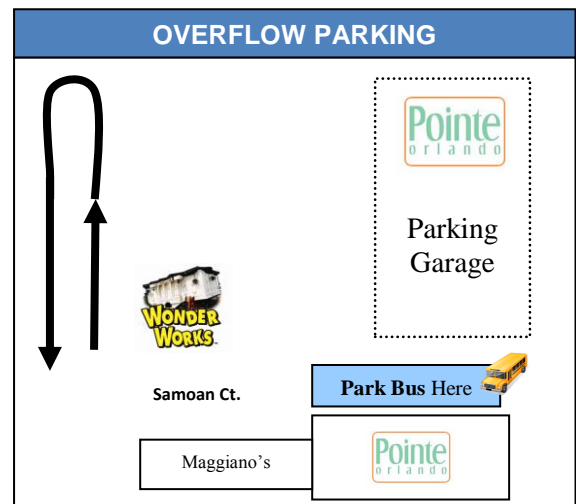 OVERFLOW PARKING
Pointe
orlando
Parking
Garage
WONDER
WORKS
Samoan Ct.
Park Bus Here
Maggiano's
Pointe
orlando